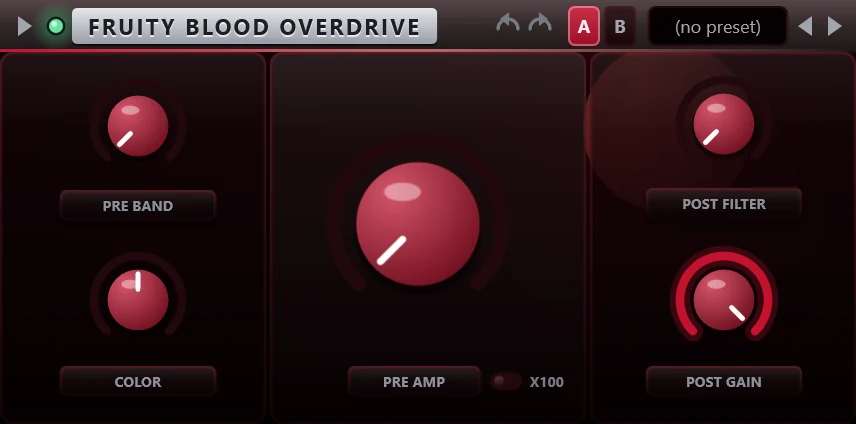 FRUITY BLOOD OVERDRIVE
A
B
(no preset)
PRE BAND
COLOR
PRE AMP
X100
POST FILTER
POST GAIN